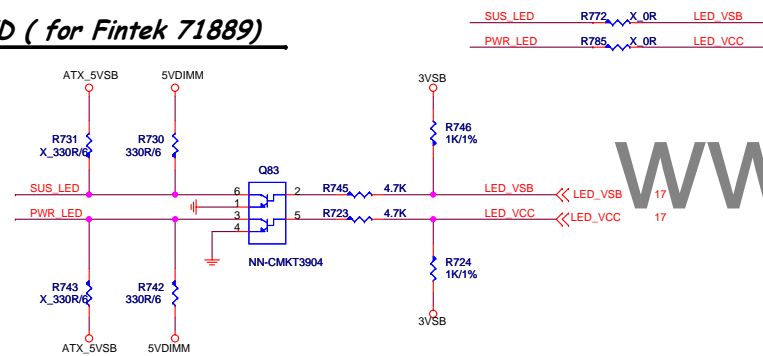 D ( for Fintek 71889)
SUS_LED R772 X_0R LED_VSB
PWR_LED R785 X_0R LED_VCC
ATX_5VSB 5VDIMM 3VSB
R731
X_330R/6
R730
330R/6
R746
1K/1%
Q83
SUS_LED 6 2 R745 4.7K LED_VSB LED_VSB 17
1
PWR_LED 3 5 R723 4.7K LED_VCC LED_VCC 17
4
NN-CMKT3904
R743
X_330R/6
R742
330R/6
R724
1K/1%
3VSB
ATX_5VSB 5VDIMM